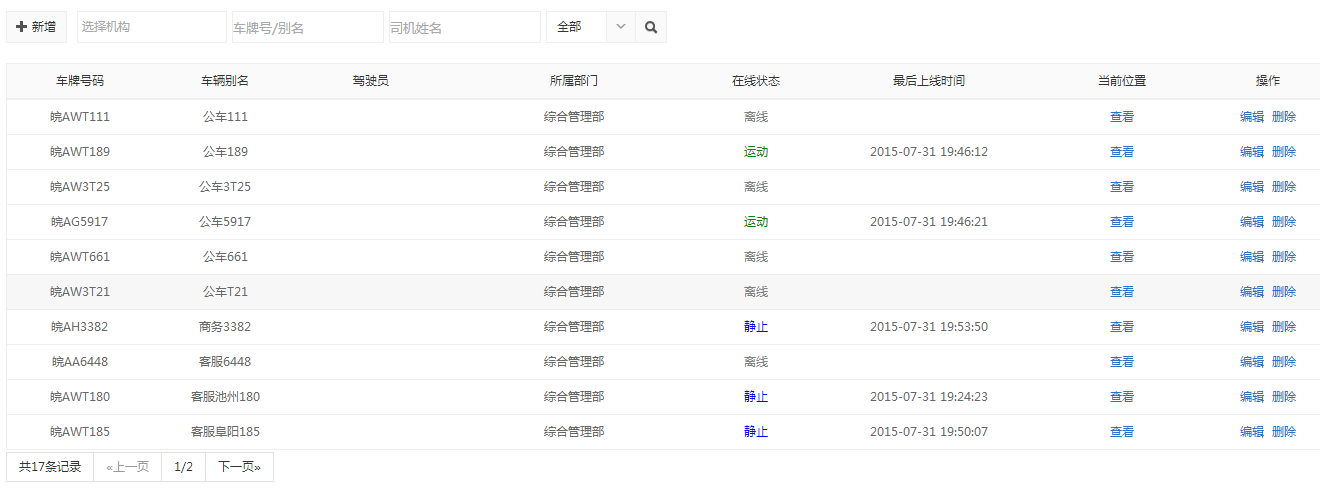 新增 选择机构 车牌号/别名 司机姓名 全部
车牌号码 车辆别名 驾驶员 所属部门 在线状态 最后上线时间 当前位置 操作
皖AWT111 公车111 综合管理部 离线 查看 编辑 删除
皖AWT189 公车189 综合管理部 运动 2015-07-31 19:46:12 查看 编辑 删除
皖AW3T25 公车3T25 综合管理部 离线 查看 编辑 删除
皖AG5917 公车5917 综合管理部 运动 2015-07-31 19:46:21 查看 编辑 删除
皖AWT661 公车661 综合管理部 离线 查看 编辑 删除
皖AW3T21 公车T21 综合管理部 离线 查看 编辑 删除
皖AH3382 商务3382 综合管理部 静止 2015-07-31 19:53:50 查看 编辑 删除
皖AA6448 客服6448 综合管理部 离线 查看 编辑 删除
皖AWT180 客服池州180 综合管理部 静止 2015-07-31 19:24:23 查看 编辑 删除
皖AWT185 客服阜阳185 综合管理部 静止 2015-07-31 19:50:07 查看 编辑 删除
共17条记录 «上一页 1/2 下一页»